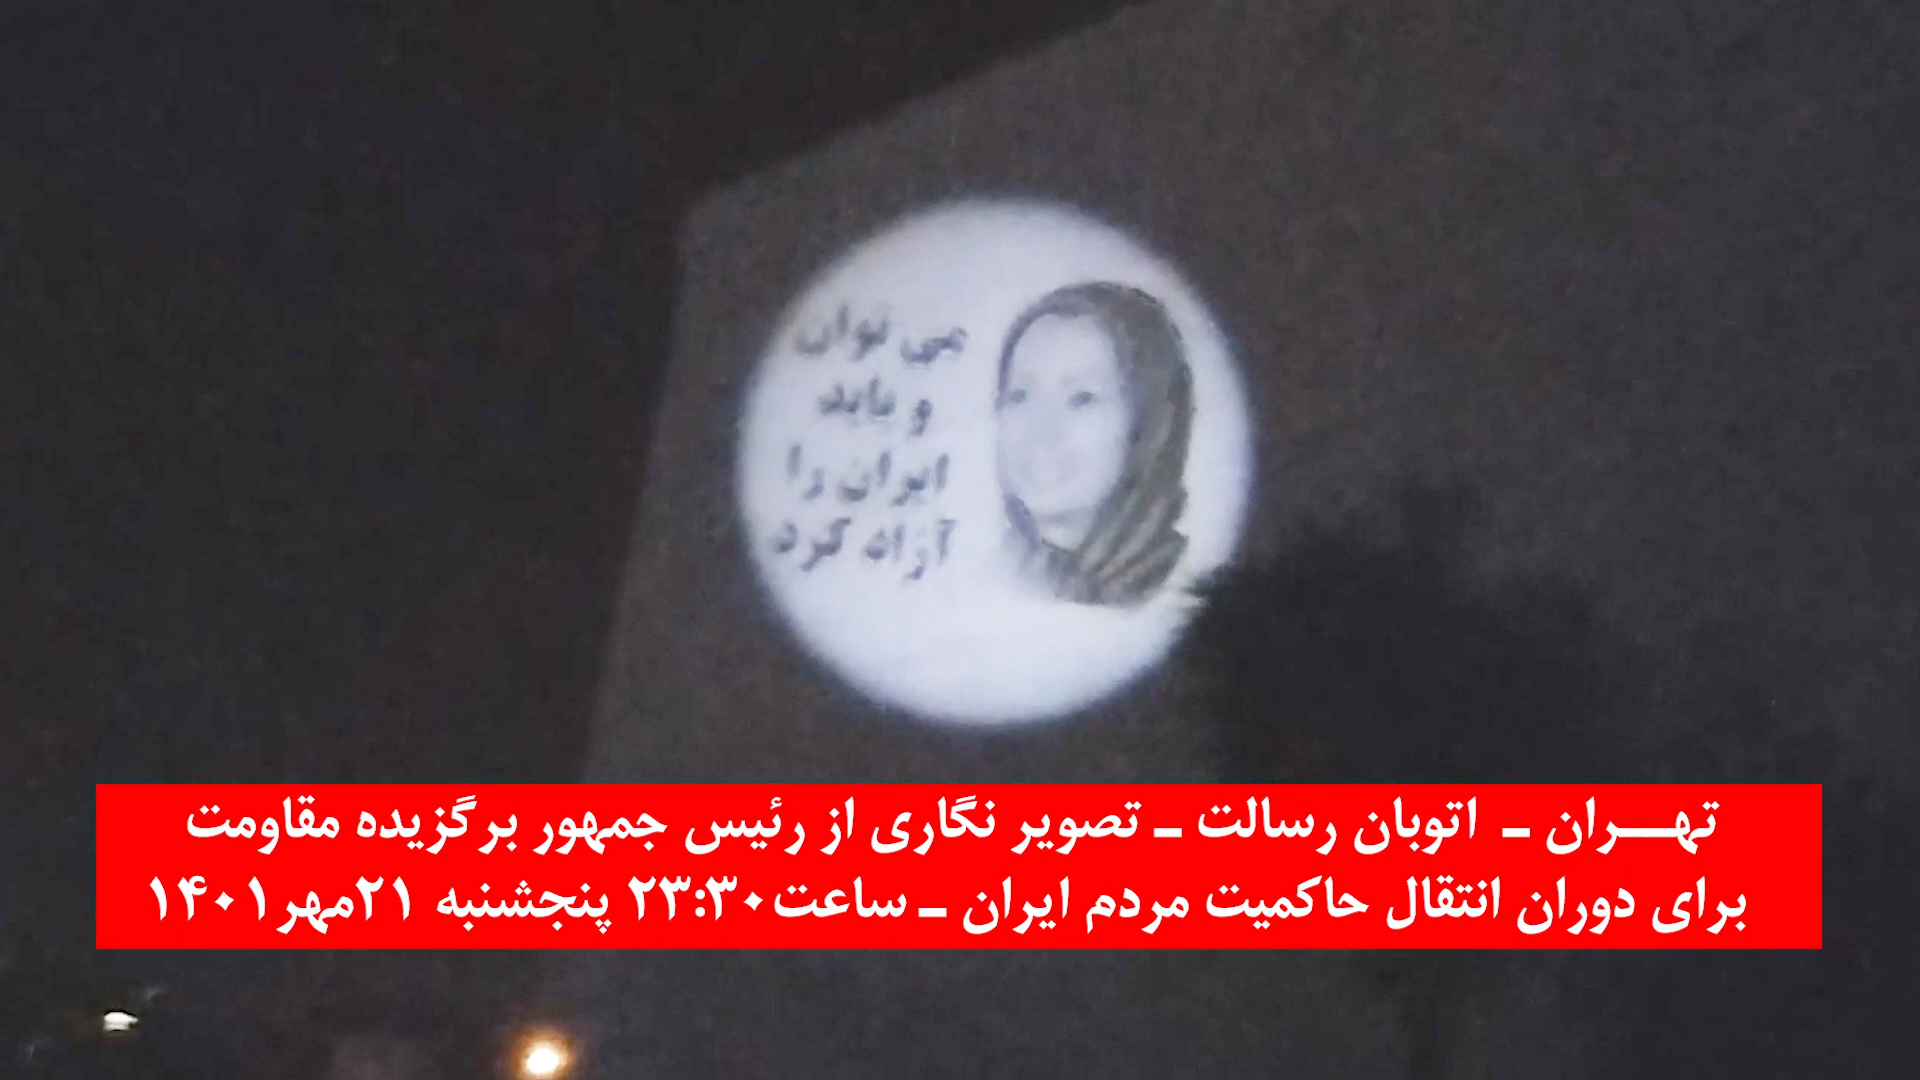 می توان
و باید
ایران را
آزاد کرد
تهـــران ـ اتوبان رسالت ـ تصویر نگاری از رئیس جمهور برگزیده مقاومت
برای دوران انتقال حاکمیت مردم ایران ـ ساعت۲۳:۳۰ پنجشنبه ۲۱مهر۱۴۰۱